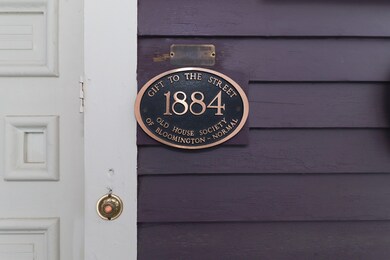 GIFT TO THE STREET
1884
OLD HOUSE SOCIETY
OF BLOOMINGTON - NORMAL